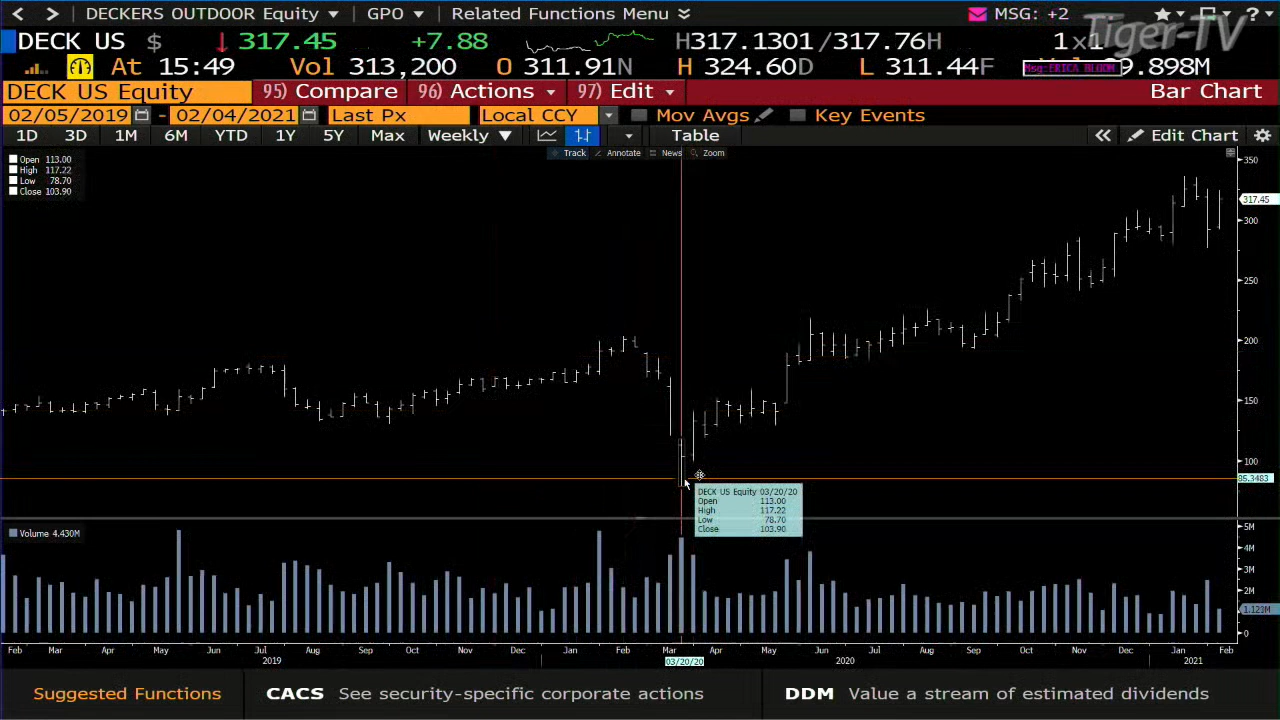 DECKERS OUTDOOR Equity GPO Related Functions Menu MSG: +2 ?
Tiger-TV
DECK US $ 317.45 +7.88 H317.1301/317.76H 1x1
At 15:49 Vol 313,200 O 311.91N H 324.60D L 311.44F Msg:ERICA BLOOM 9.898M
DECK US Equity 95) Compare 96) Actions 97) Edit Bar Chart
02/05/2019 - 02/04/2021 Last Px Local CCY Mov Avgs Key Events
1D 3D 1M 6M YTD 1Y 5Y Max Weekly Table Edit Chart
Track Annotate News Zoom
Open 113.00
High 117.22
Low 78.70
Close 103.90
350
317.45
300
250
200
150
100
85.3483
DECK US Equity 03/20/20
Open 113.00
High 117.22
Low 78.70
Close 103.90
Volume 4.430M
5M
4M
3M
2M
1.123M
0
Feb Mar Apr May Jun Jul Aug Sep Oct Nov Dec Jan Feb Mar Apr May Jun Jul Aug Sep Oct Nov Dec Jan Feb
2019 03/20/20 2020 2021
Suggested Functions CACS See security-specific corporate actions DDM Value a stream of estimated dividends